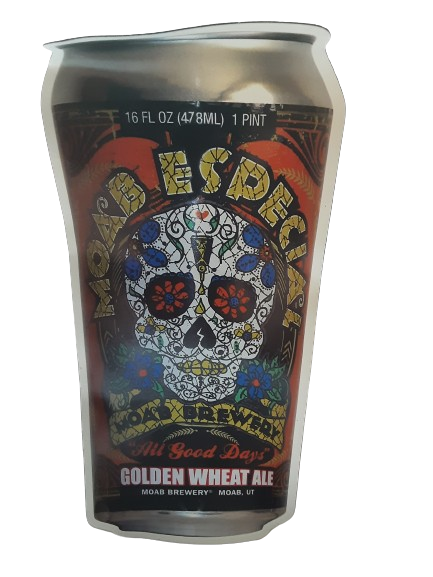 16 FL OZ (478ML) 1 PINT
MOAB ESPECIAL
MOAB BREWERY
"All Good Days"
GOLDEN WHEAT ALE
MOAB BREWERY® MOAB, UT